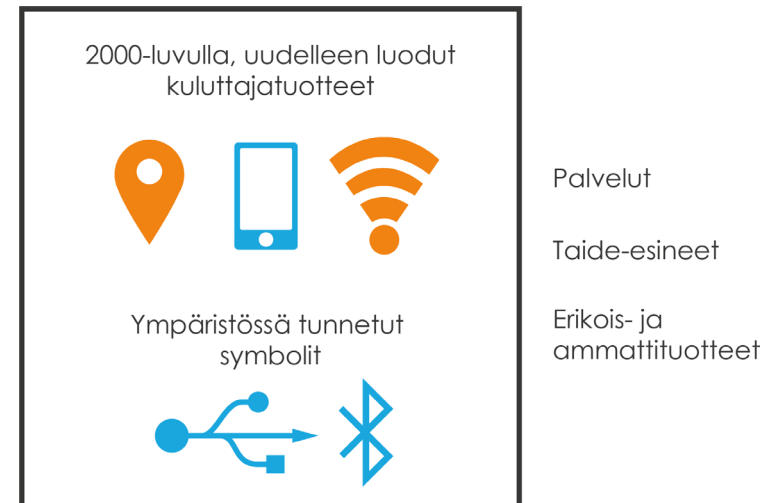 2000-luvulla, uudelleen luodut
kuluttajatuotteet
Palvelut
Taide-esineet
Ympäristössä tunnetut
symbolit
Erikois- ja
ammattituotteet